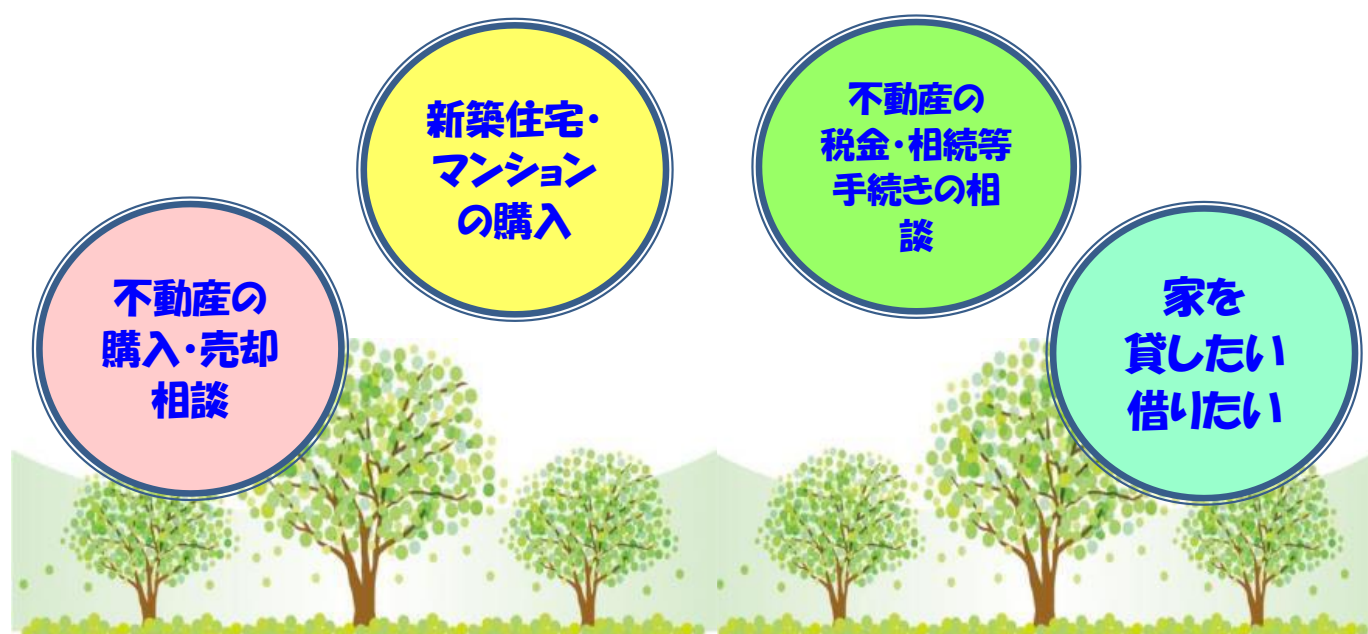 不動産の
購入・売却
相談
新築住宅・
マンション
の購入
不動産の
税金・相続等
手続きの相
談
家を
貸したい
借りたい